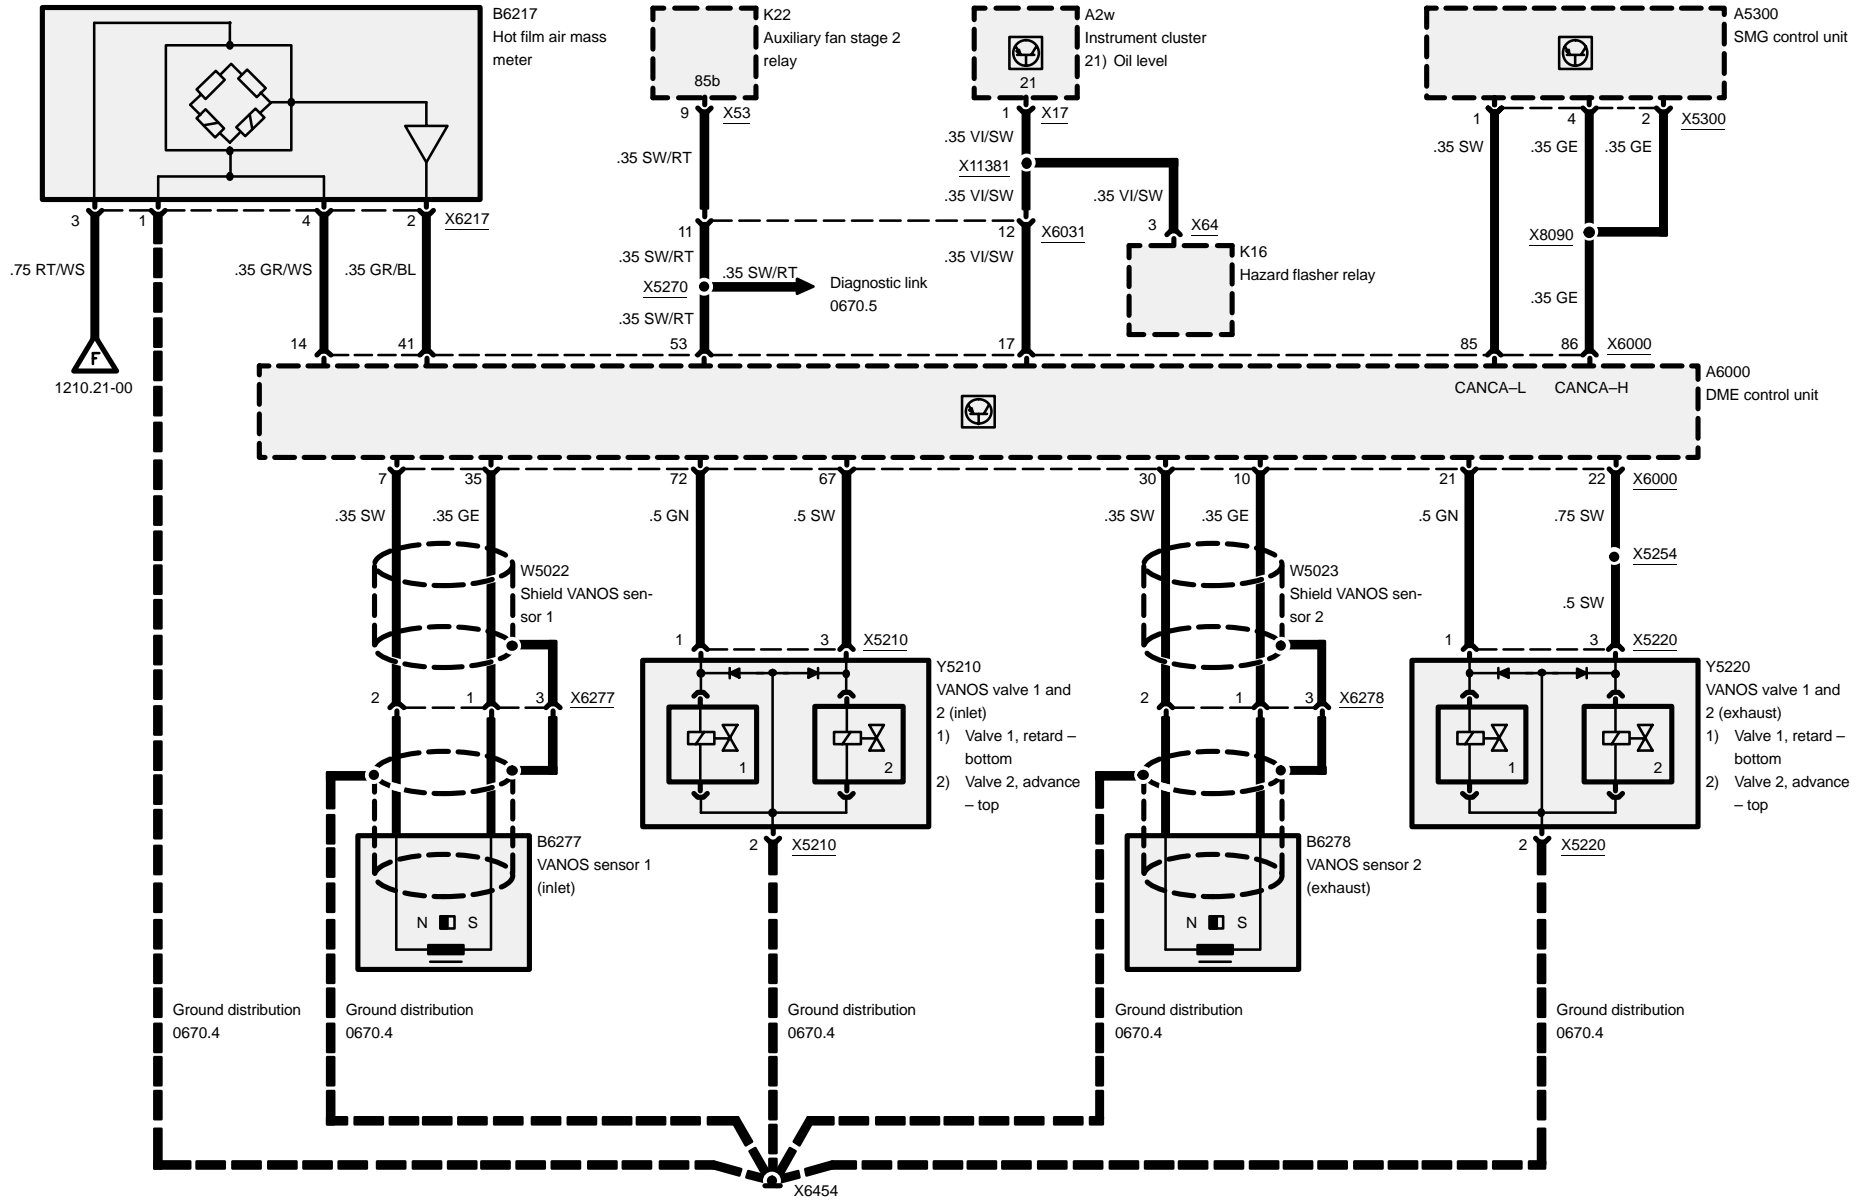 B6217
Hot film air mass
meter
K22
Auxiliary fan stage 2
relay
85b
A2w
Instrument cluster
21) Oil level
21
A5300
SMG control unit
9
X53
1
X17
1
4
2
X5300
.35 SW/RT
.35 VI/SW
X11381
.35 VI/SW
.35 VI/SW
.35 SW
.35 GE
.35 GE
3
1
4
2
X6217
11
12
X6031
3
X64
X8090
K16
Hazard flasher relay
.75 RT/WS
.35 GR/WS
.35 GR/BL
.35 SW/RT
X5270
.35 SW/RT
Diagnostic link
0670.5
.35 SW/RT
.35 VI/SW
.35 GE
F
1210.21-00
14
41
53
17
85
86
X6000
CANCA–L
CANCA–H
A6000
DME control unit
7
35
72
67
30
10
21
22
X6000
.35 SW
.35 GE
.5 GN
.5 SW
.35 SW
.35 GE
.5 GN
.75 SW
X5254
.5 SW
W5022
Shield VANOS sen-
sor 1
W5023
Shield VANOS sen-
sor 2
1
3
X5210
1
3
X5220
2
1
3
X6277
2
1
3
X6278
Y5210
VANOS valve 1 and
2 (inlet)
1) Valve 1, retard –
bottom
2) Valve 2, advance
– top
1
2
Y5220
VANOS valve 1 and
2 (exhaust)
1) Valve 1, retard –
bottom
2) Valve 2, advance
– top
1
2
2
X5210
2
X5220
B6277
VANOS sensor 1
(inlet)
N
S
B6278
VANOS sensor 2
(exhaust)
N
S
Ground distribution
0670.4
Ground distribution
0670.4
Ground distribution
0670.4
Ground distribution
0670.4
Ground distribution
0670.4
X6454